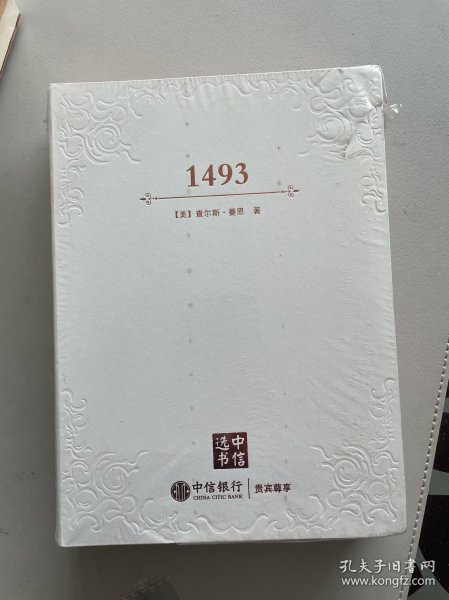 1493
【美】查尔斯·曼恩 著
中信
选书
中信银行 贵宾尊享
CHINA CITIC BANK
孔夫子旧书网
www.kongfz.com